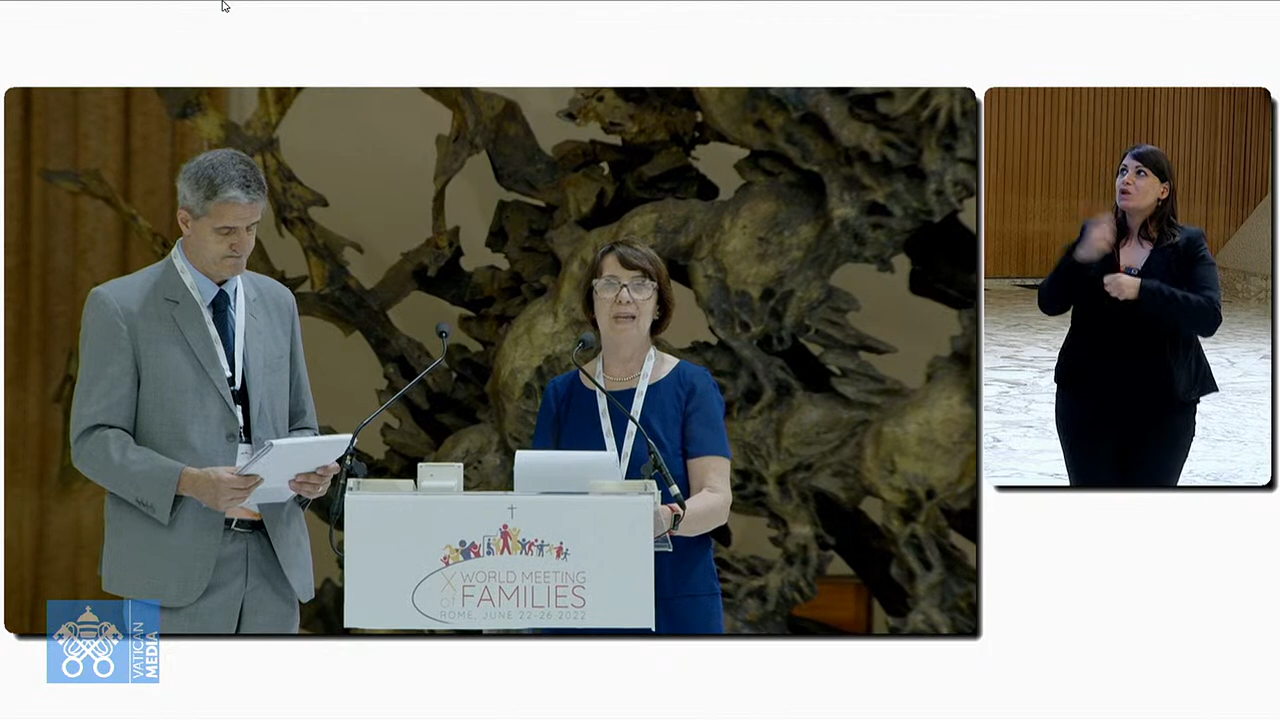 X WORLD MEETING
of FAMILIES
ROME, JUNE 22-26 2022
VATICAN
MEDIA